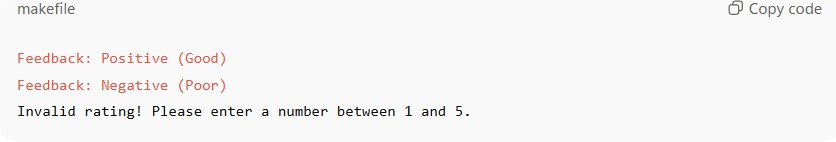 makefile
Copy code
Feedback: Positive (Good)
Feedback: Negative (Poor)
Invalid rating! Please enter a number between 1 and 5.